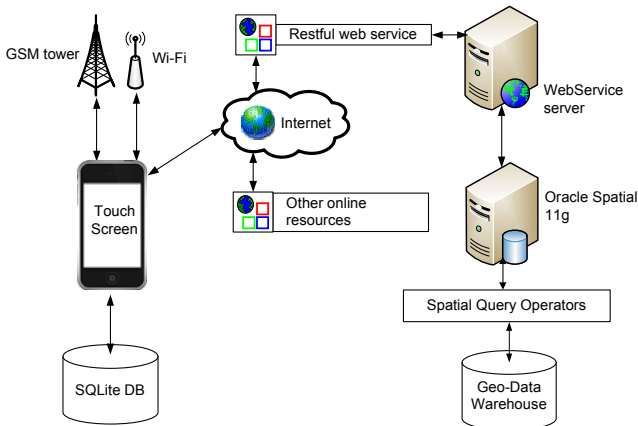 GSM tower
Wi-Fi
Restful web service
WebService
server
Internet
Touch
Screen
Other online
resources
Oracle Spatial
11g
Spatial Query Operators
SQLite DB
Geo-Data
Warehouse